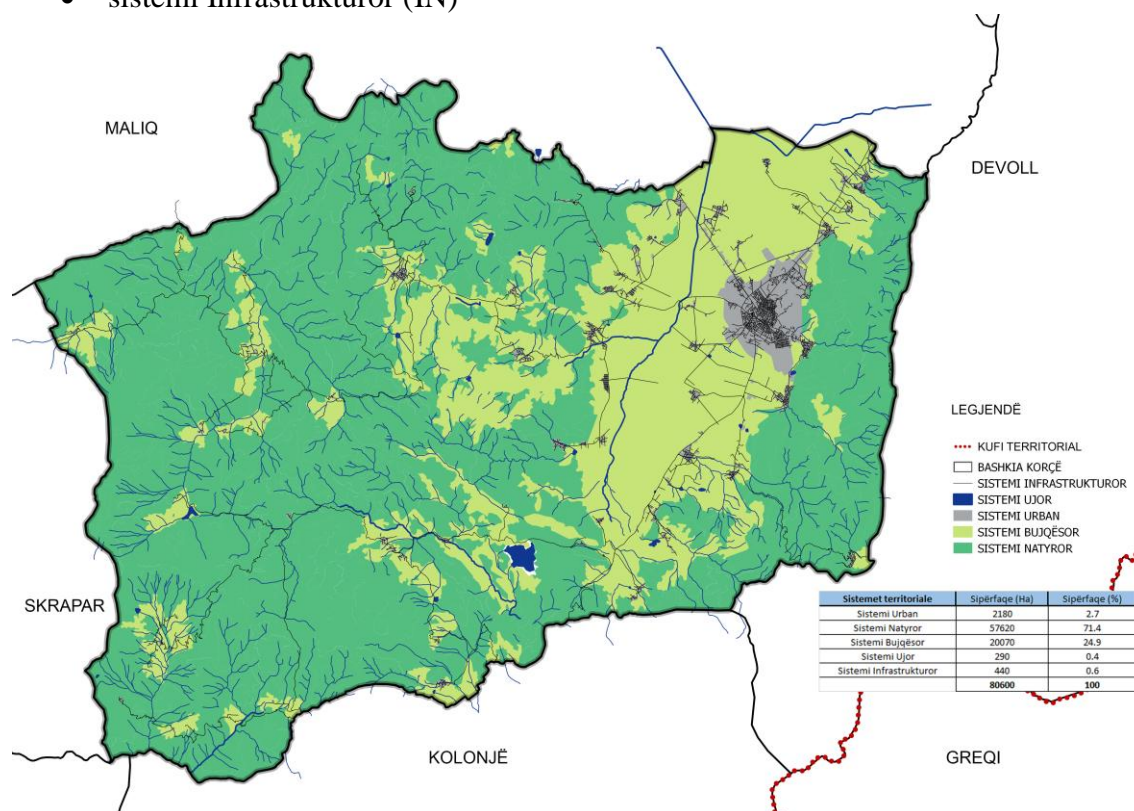 • sistemi Infrastrukturor (IN)
MALIQ
DEVOLL
LEGJENDË
KUFI TERRITORIAL
BASHKIA KORÇË
SISTEMI INFRASTRUKTUROR
SISTEMI UJOR
SISTEMI URBAN
SISTEMI BUJQËSOR
SISTEMI NATYROR
SKRAPAR
Sistemet territoriale Sipërfaqe (Ha) Sipërfaqe (%)
Sistemi Urban 2180 2.7
Sistemi Natyror 57620 71.4
Sistemi Bujqësor 20070 24.9
Sistemi Ujor 290 0.4
Sistemi Infrastrukturor 440 0.6
80600 100
KOLONJË
GREQI